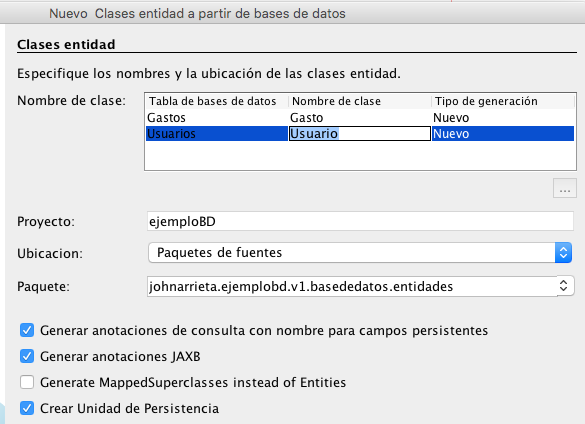 Nuevo Clases entidad a partir de bases de datos
Clases entidad
Especifique los nombres y la ubicación de las clases entidad.
Nombre de clase:
Tabla de bases de datos Nombre de clase Tipo de generación
Gastos Gasto Nuevo
Usuarios Usuario Nuevo
...
Proyecto: ejemploBD
Ubicacion: Paquetes de fuentes
Paquete: johnarrieta.ejemplobd.v1.basededatos.entidades
Generar anotaciones de consulta con nombre para campos persistentes
Generar anotaciones JAXB
Generate MappedSuperclasses instead of Entities
Crear Unidad de Persistencia